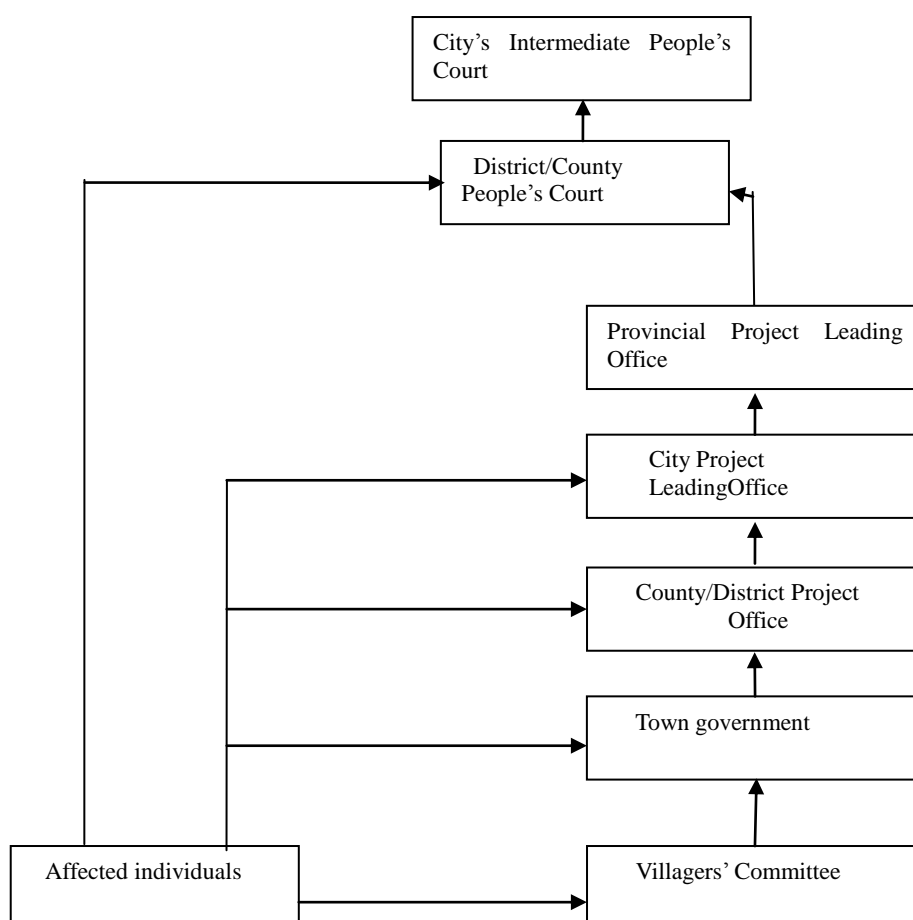 City’s Intermediate People’s
Court
District/County
People’s Court
Provincial Project Leading
Office
City Project
LeadingOffice
County/District Project
Office
Town government
Affected individuals
Villagers’ Committee